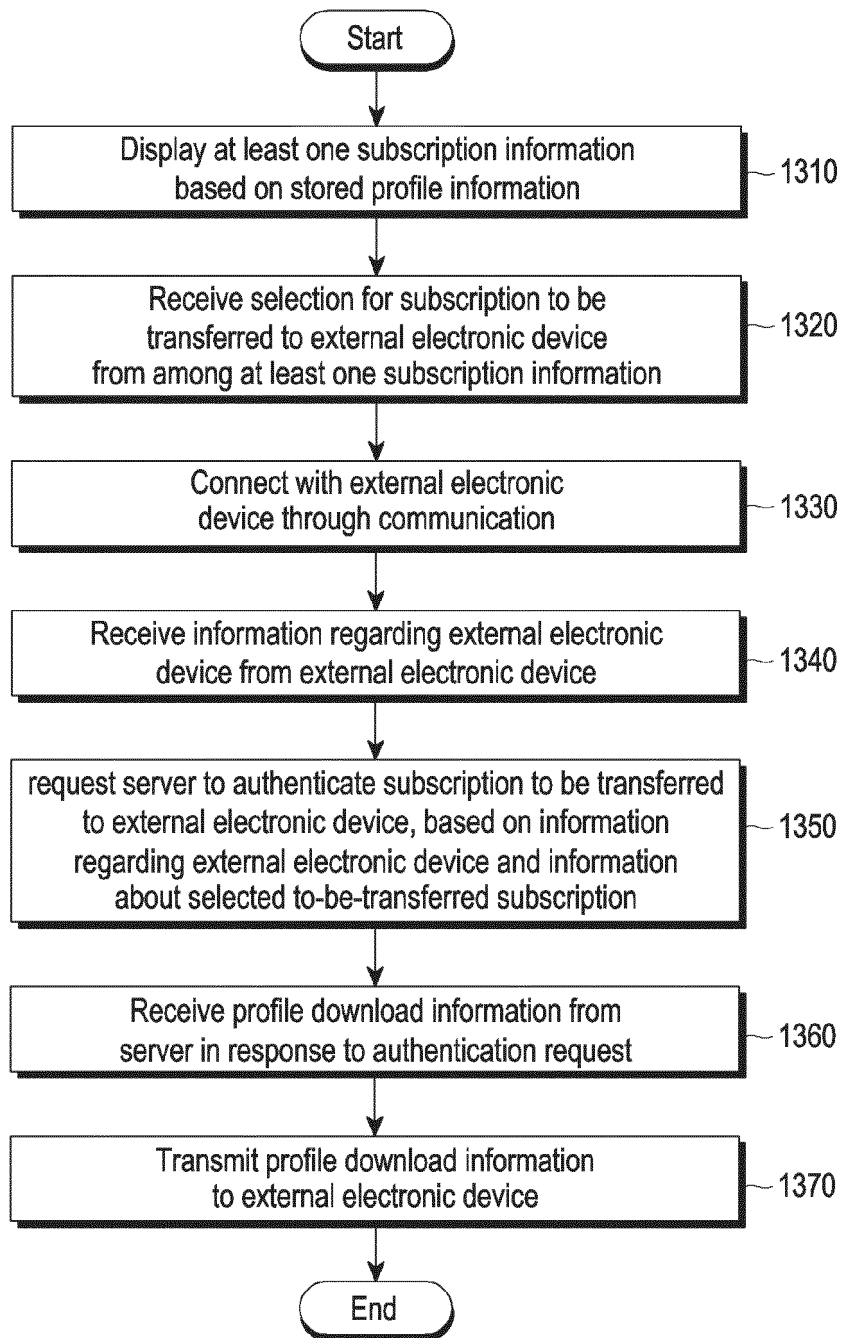 Start
Display at least one subscription information
based on stored profile information
1310
Receive selection for subscription to be
transferred to external electronic device
from among at least one subscription information
1320
Connect with external electronic
device through communication
1330
Receive information regarding external electronic
device from external electronic device
1340
request server to authenticate subscription to be transferred
to external electronic device, based on information
regarding external electronic device and information
about selected to-be-transferred subscription
1350
Receive profile download information from
server in response to authentication request
1360
Transmit profile download information
to external electronic device
1370
End